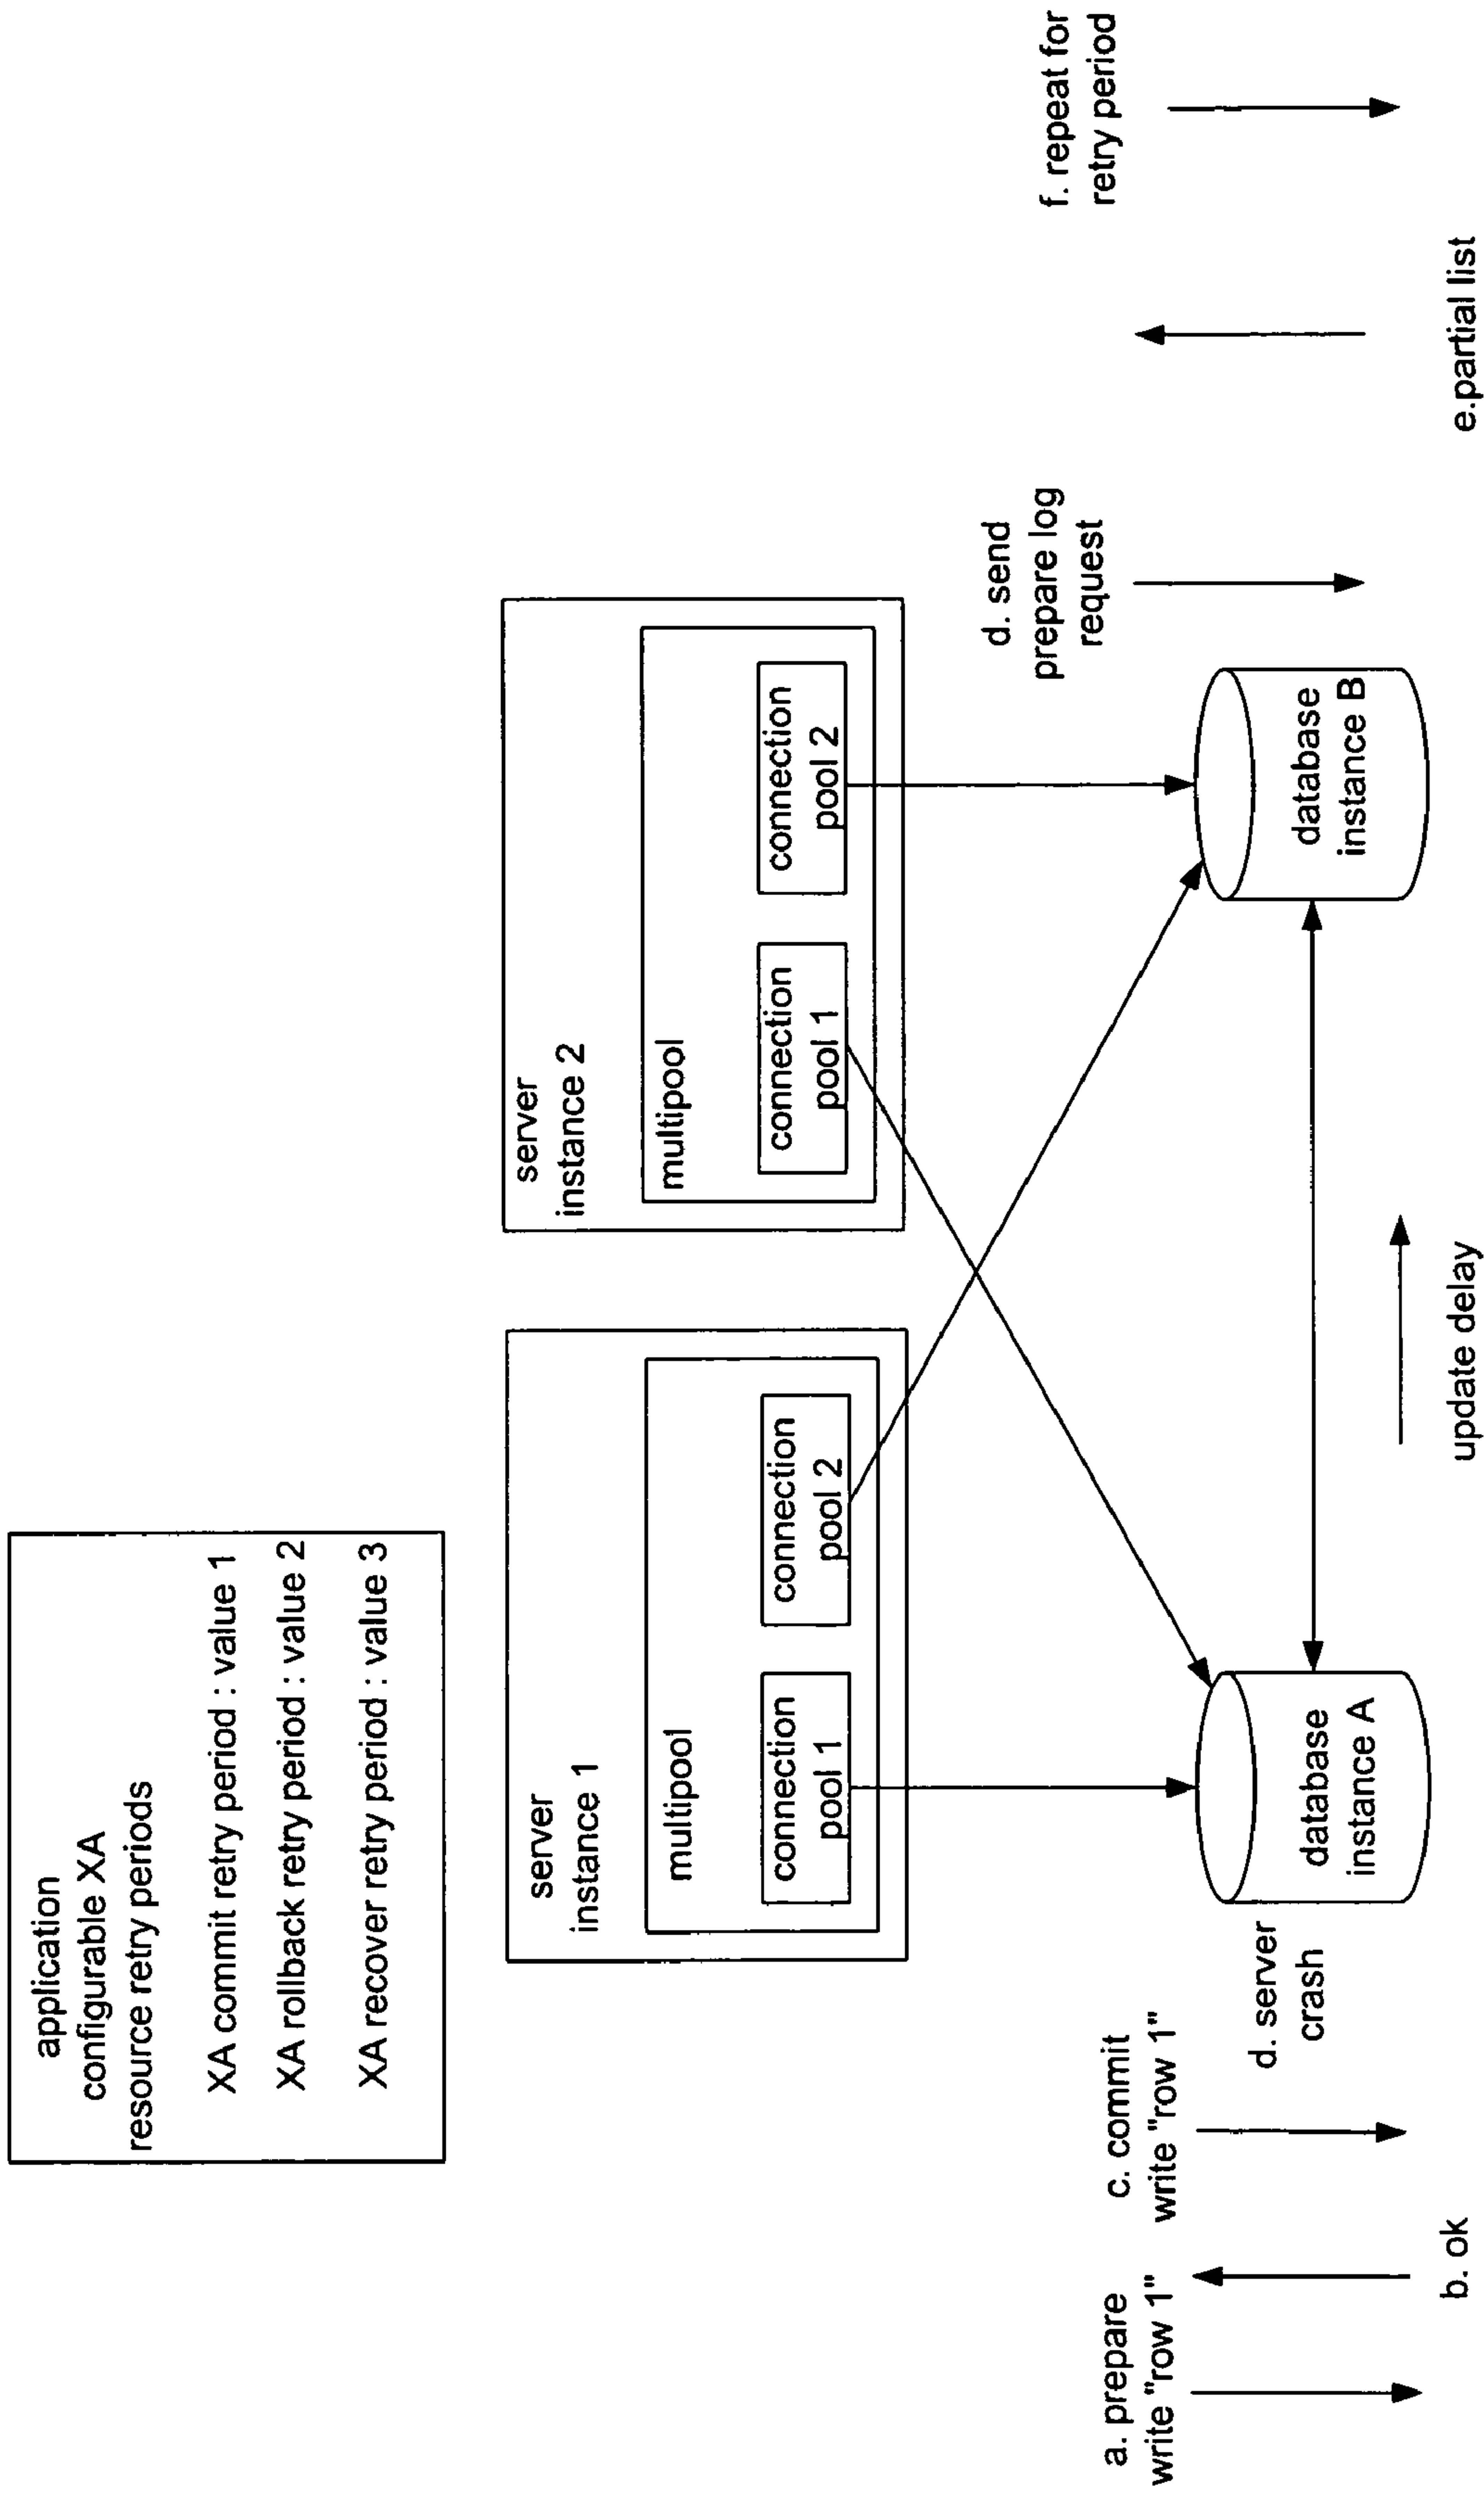 application
configurable XA
resource retry periods
XA commit retry period : value 1
XA rollback retry period : value 2
XA recover retry period : value 3
server
instance 1
multipool
connection
pool 1
connection
pool 2
server
instance 2
multipool
connection
pool 1
connection
pool 2
a. prepare
write "row 1"
b. ok
c. commit
write "row 1"
d. server
crash
database
instance A
update delay
database
instance B
d. send
prepare log
request
e.partial list
f. repeat for
retry period